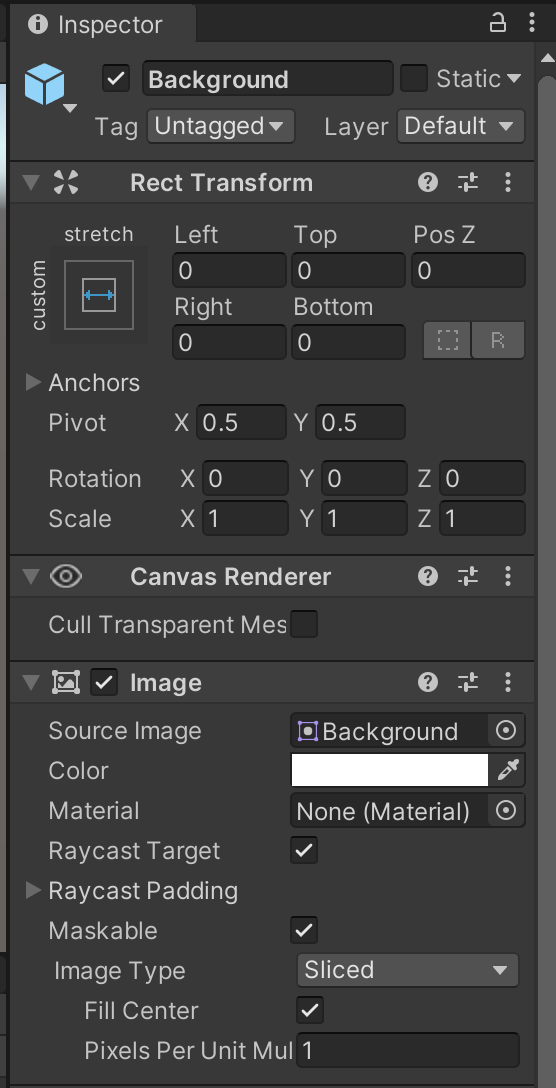 Inspector
Background Static
Tag Untagged Layer Default
Rect Transform
stretch
custom
Left Top Pos Z
0 0 0
Right Bottom
0 0 R
Anchors
Pivot X 0.5 Y 0.5
Rotation X 0 Y 0 Z 0
Scale X 1 Y 1 Z 1
Canvas Renderer
Cull Transparent Mes
Image
Source Image Background
Color
Material None (Material)
Raycast Target
Raycast Padding
Maskable
Image Type Sliced
Fill Center
Pixels Per Unit Mul 1